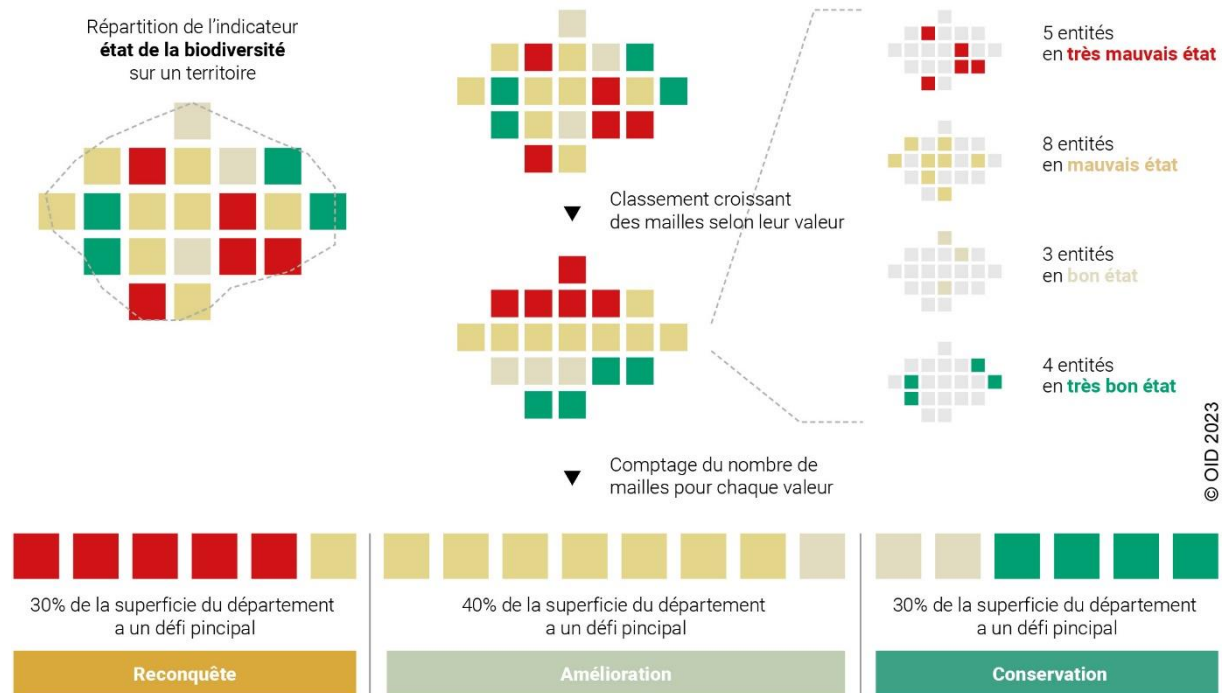 Répartition de l'indicateur
état de la biodiversité
sur un territoire
Classement croissant
des mailles selon leur valeur
5 entités
en très mauvais état
8 entités
en mauvais état
3 entités
en bon état
4 entités
en très bon état
© OID 2023
Comptage du nombre de
mailles pour chaque valeur
30% de la superficie du département
a un défi pincipal
Reconquête
40% de la superficie du département
a un défi pincipal
Amélioration
30% de la superficie du département
a un défi pincipal
Conservation